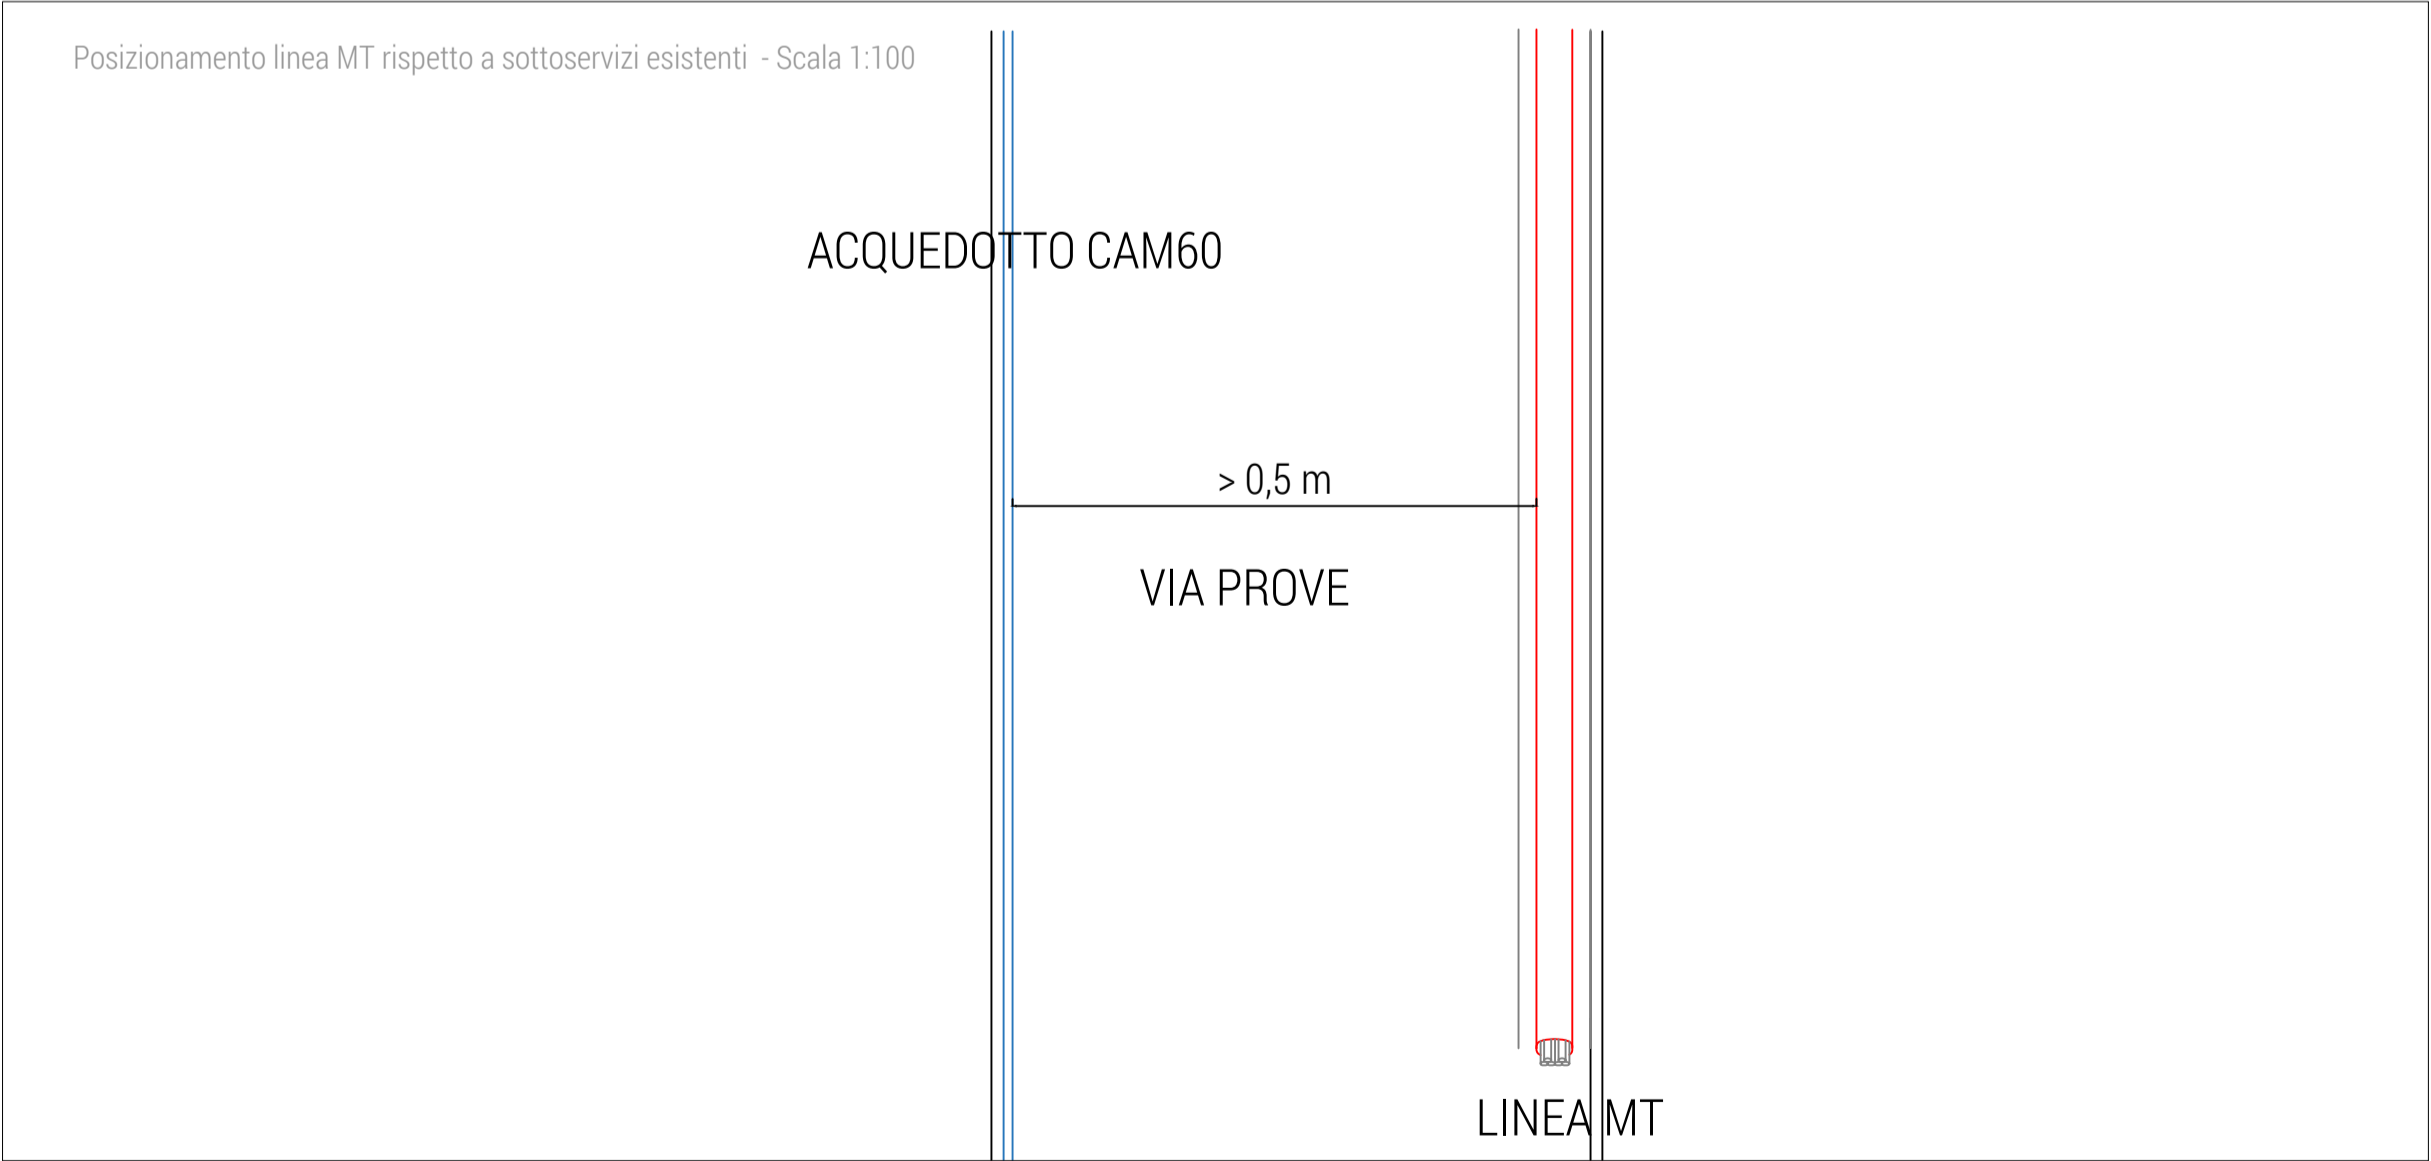 Posizionamento linea MT rispetto a sottoservizi esistenti - Scala 1:100
ACQUEDOTTO CAM60
> 0,5 m
VIA PROVE
LINEA MT